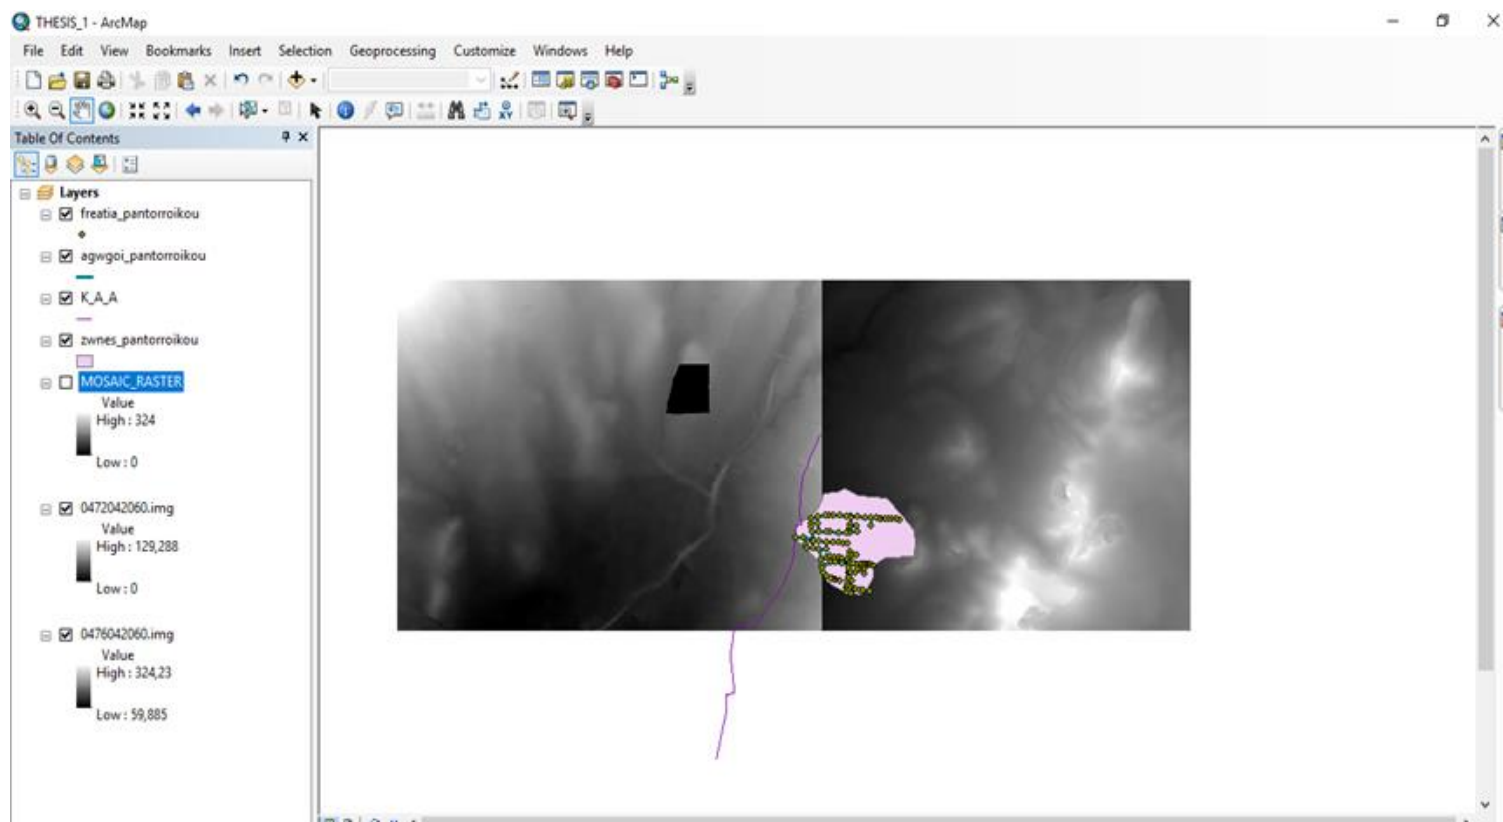 THESIS_1 - ArcMap
File Edit View Bookmarks Insert Selection Geoprocessing Customize Windows Help
Table Of Contents
Layers
freatia_pantorroikou
agwgoi_pantorroikou
K_A_A
zwnes_pantorroikou
MOSAIC_RASTER
Value
High : 324
Low : 0
0472042060.img
Value
High : 129,288
Low : 0
0476042060.img
Value
High : 324,23
Low : 59,885